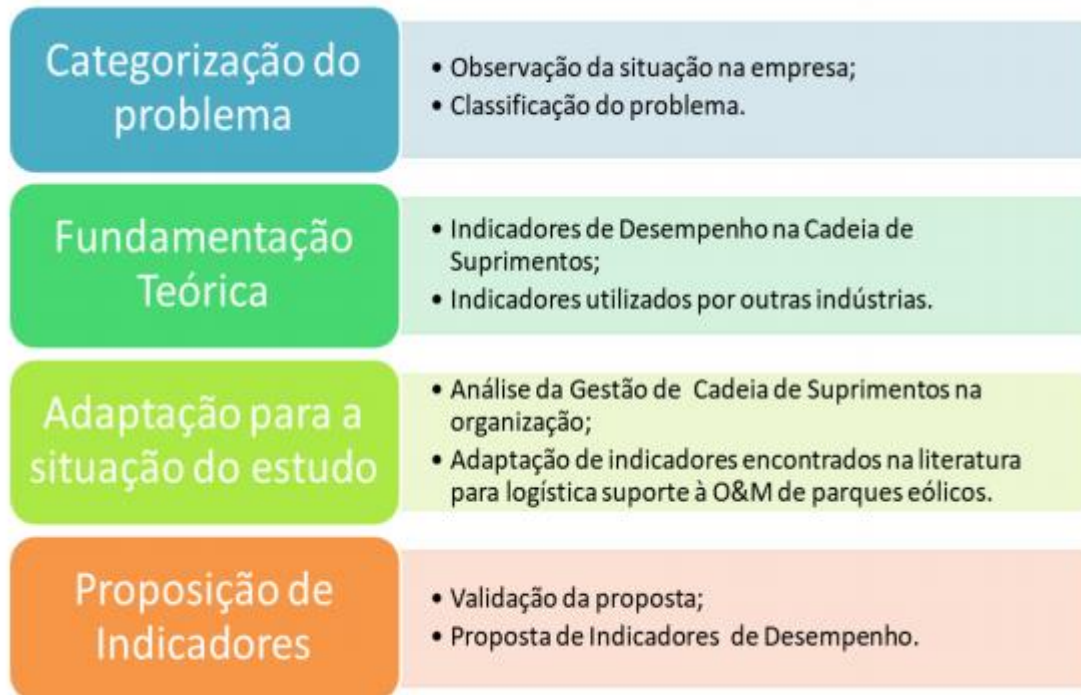 Categorização do
problema
• Observação da situação na empresa;
• Classificação do problema.
Fundamentação
Teórica
• Indicadores de Desempenho na Cadeia de
Suprimentos;
• Indicadores utilizados por outras indústrias.
Adaptação para a
situação do estudo
• Análise da Gestão de Cadeia de Suprimentos na
organização;
• Adaptação de indicadores encontrados na literatura
para logística suporte à O&M de parques eólicos.
Proposição de
Indicadores
• Validação da proposta;
• Proposta de Indicadores de Desempenho.